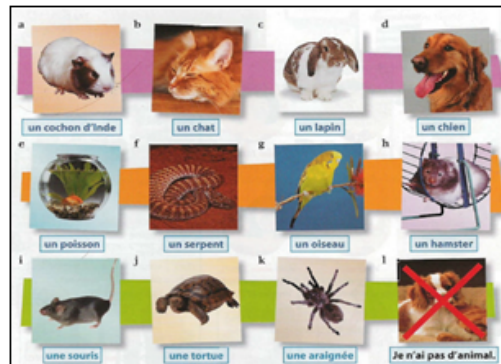 a b c d
un cochon d'Inde un chat un lapin un chien
e f g h
un poisson un serpent un oiseau un hamster
i j k l
une souris une tortue une araignée Je n'ai pas d'animal.